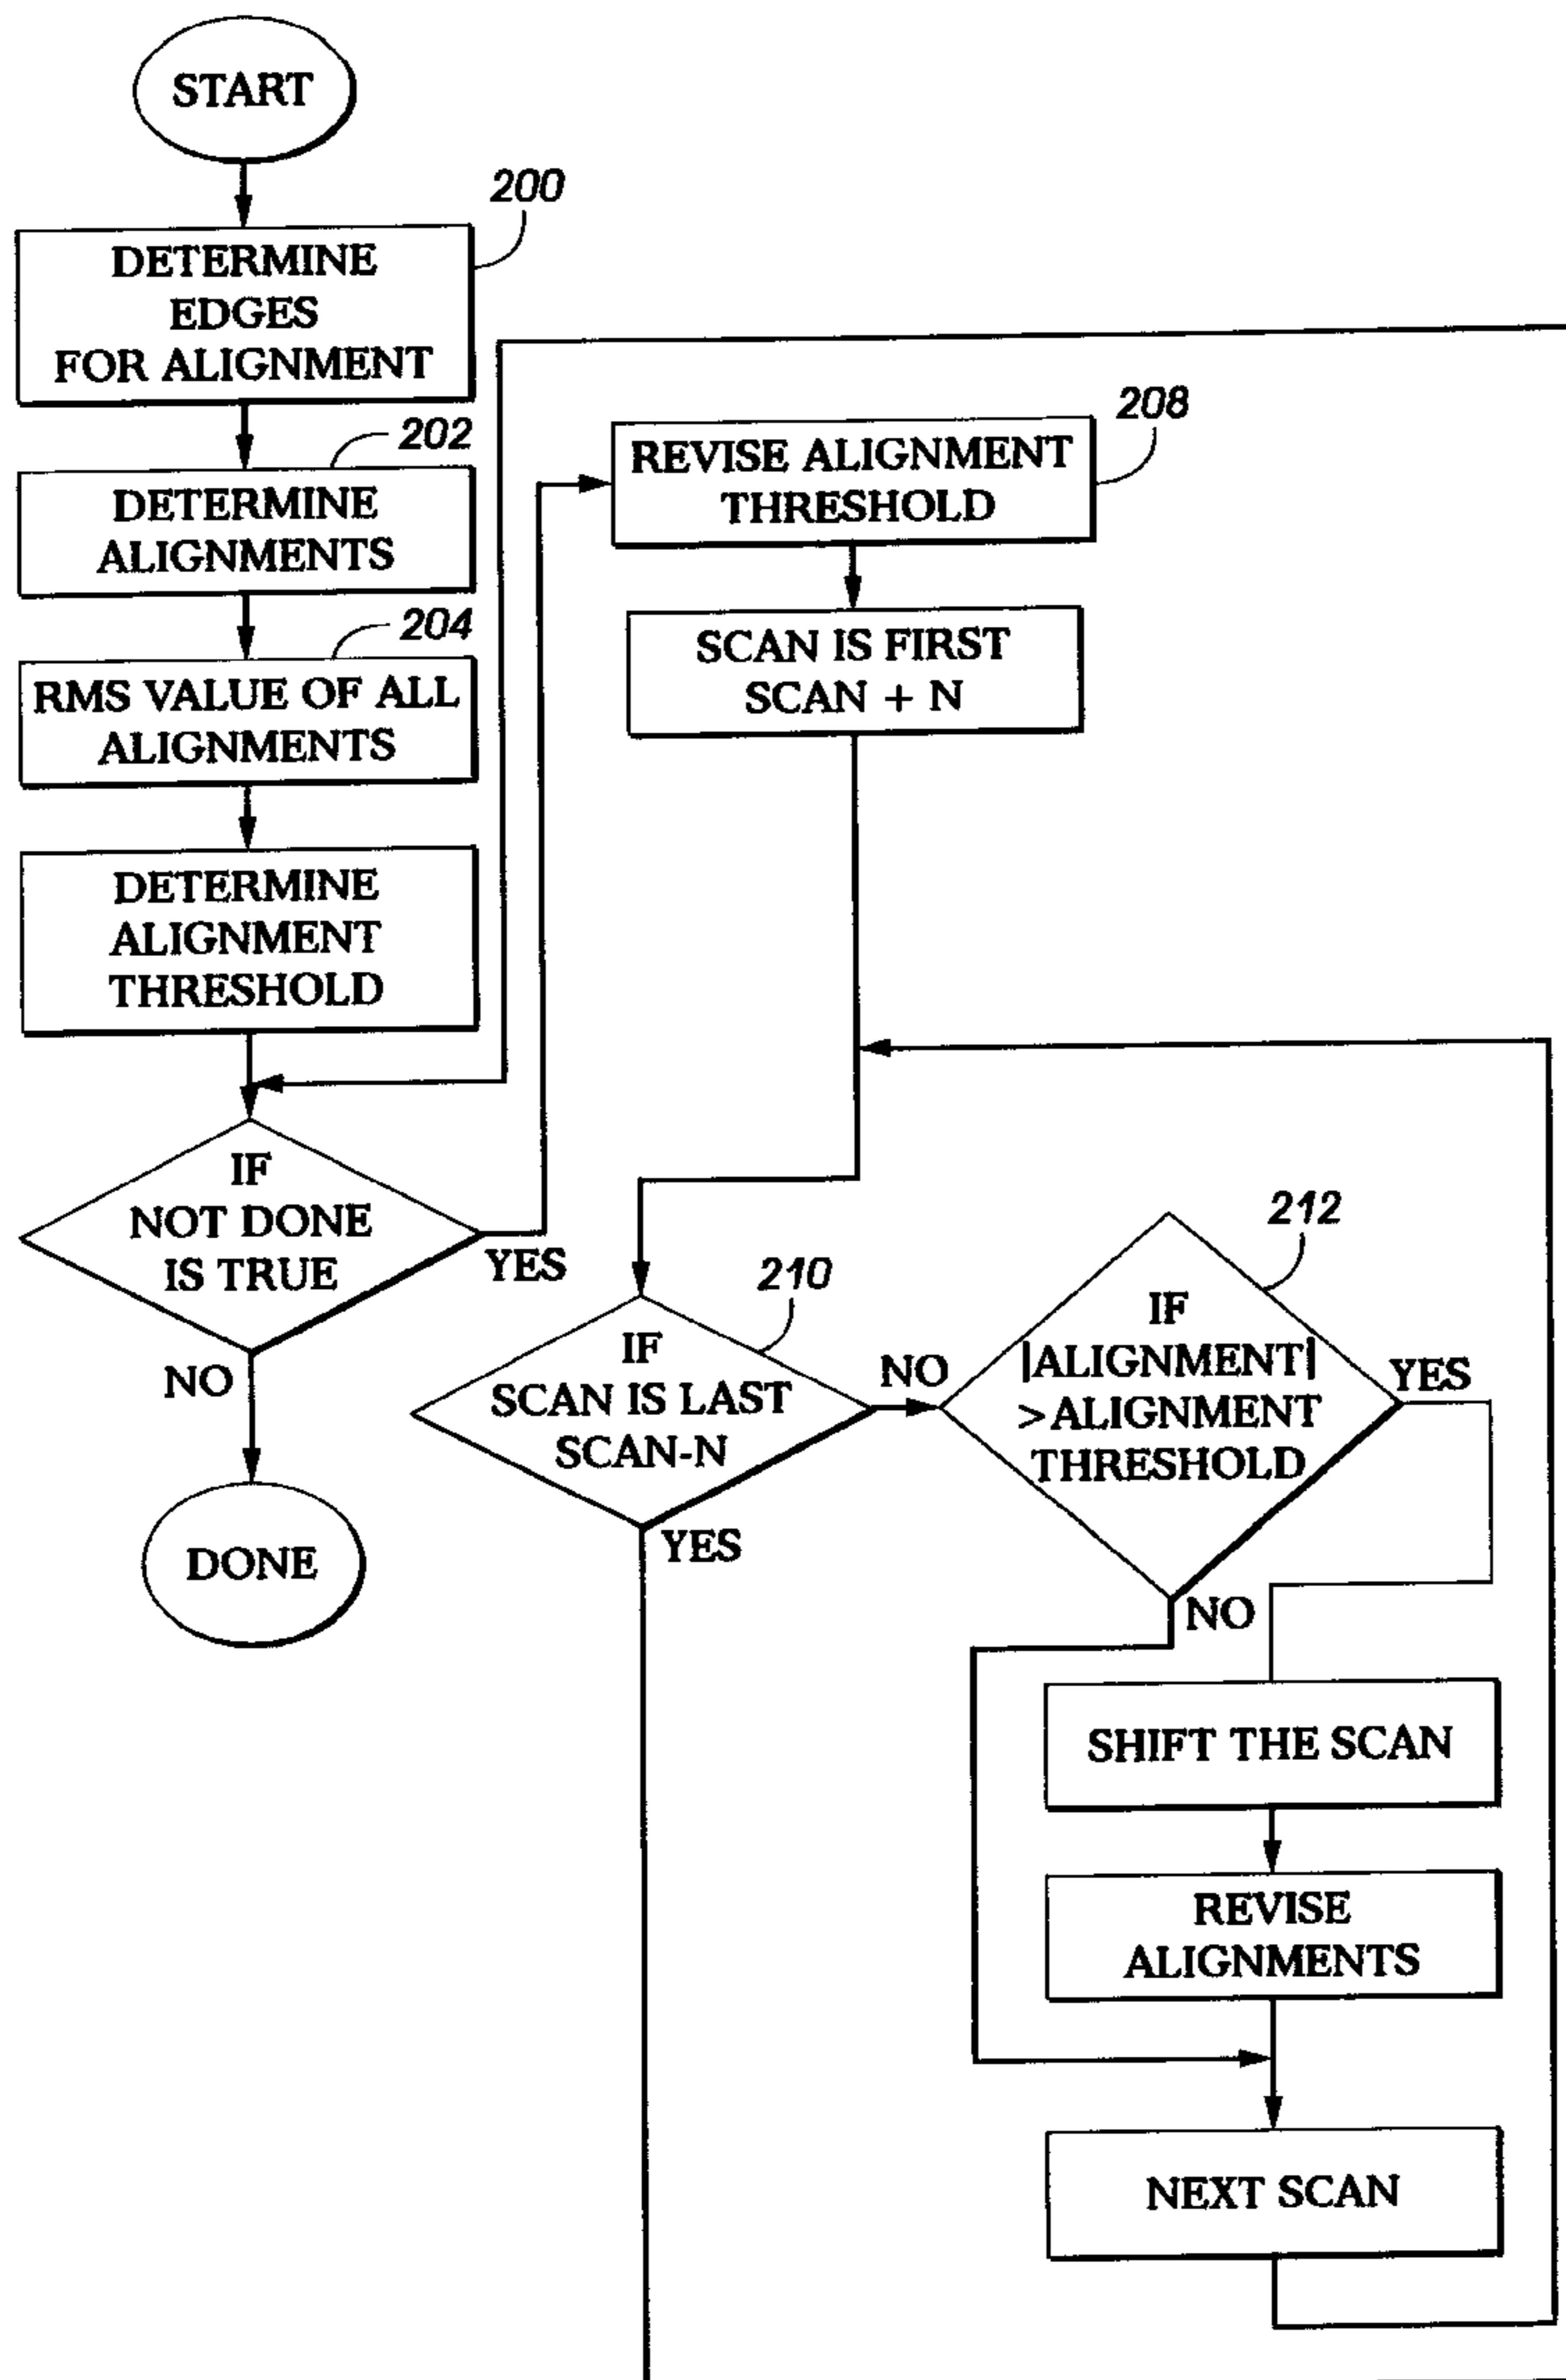 START
200
DETERMINE
EDGES
FOR ALIGNMENT
202
DETERMINE
ALIGNMENTS
204
RMS VALUE OF ALL
ALIGNMENTS
DETERMINE
ALIGNMENT
THRESHOLD
IF
NOT DONE
IS TRUE
YES
NO
DONE
208
REVISE ALIGNMENT
THRESHOLD
SCAN IS FIRST
SCAN + N
210
IF
SCAN IS LAST
SCAN-N
NO
YES
212
IF
|ALIGNMENT|
>ALIGNMENT
THRESHOLD
YES
NO
SHIFT THE SCAN
REVISE
ALIGNMENTS
NEXT SCAN